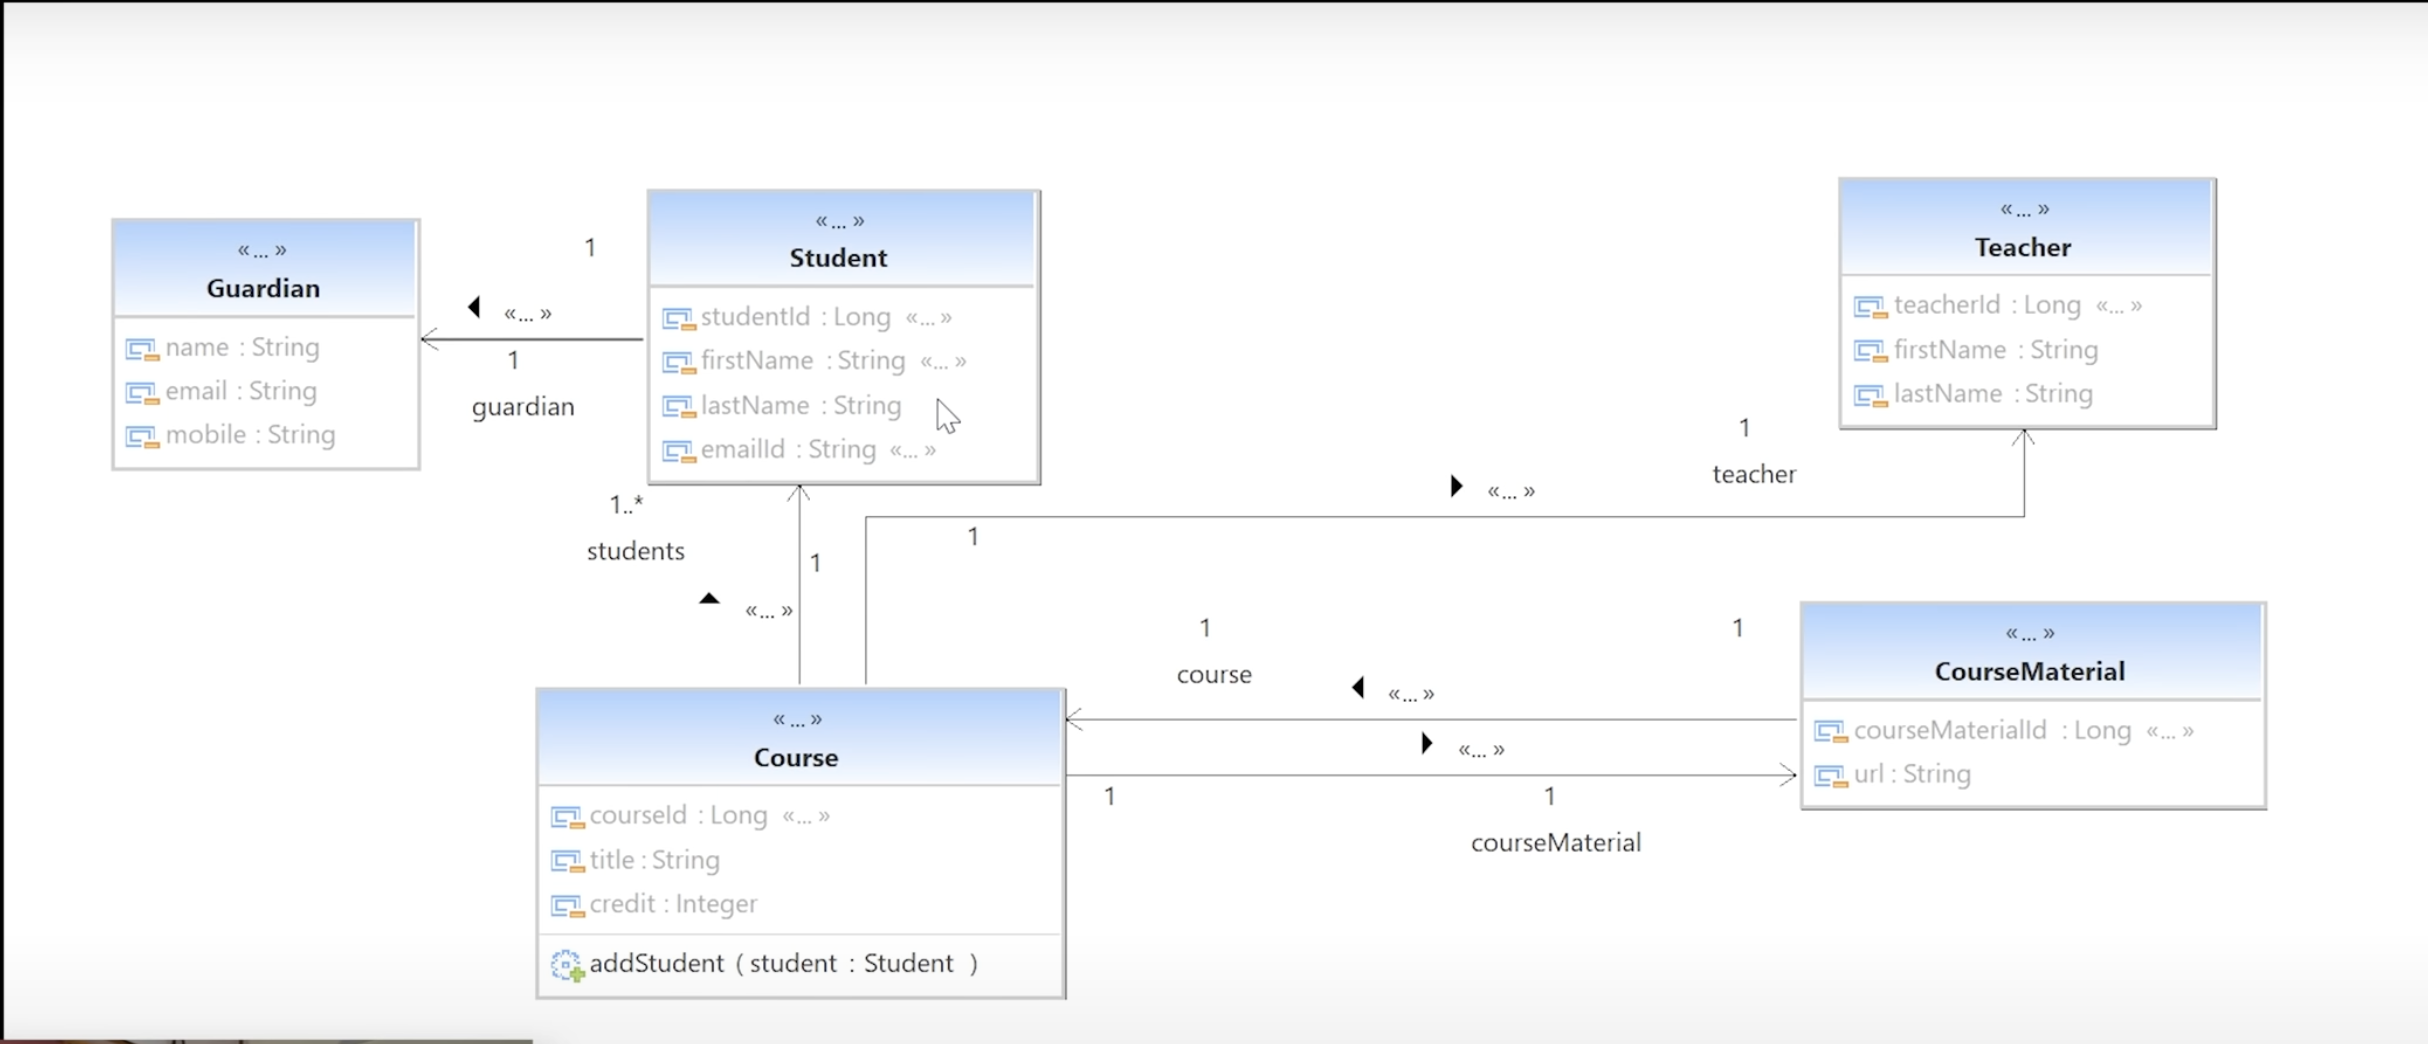 «... »
Guardian
name : String
email : String
mobile : String
1
«... »
1
guardian
«... »
Student
studentId : Long «... »
firstName : String «... »
lastName : String
emailId : String «... »
«... »
Teacher
teacherId : Long «... »
firstName : String
lastName : String
1
teacher
«... »
1
1..*
students
1
«... »
1
course
«... »
1
«... »
1
1
courseMaterial
«... »
CourseMaterial
courseMaterialId : Long «... »
url : String
«... »
Course
courseId : Long «... »
title : String
credit : Integer
addStudent ( student : Student )